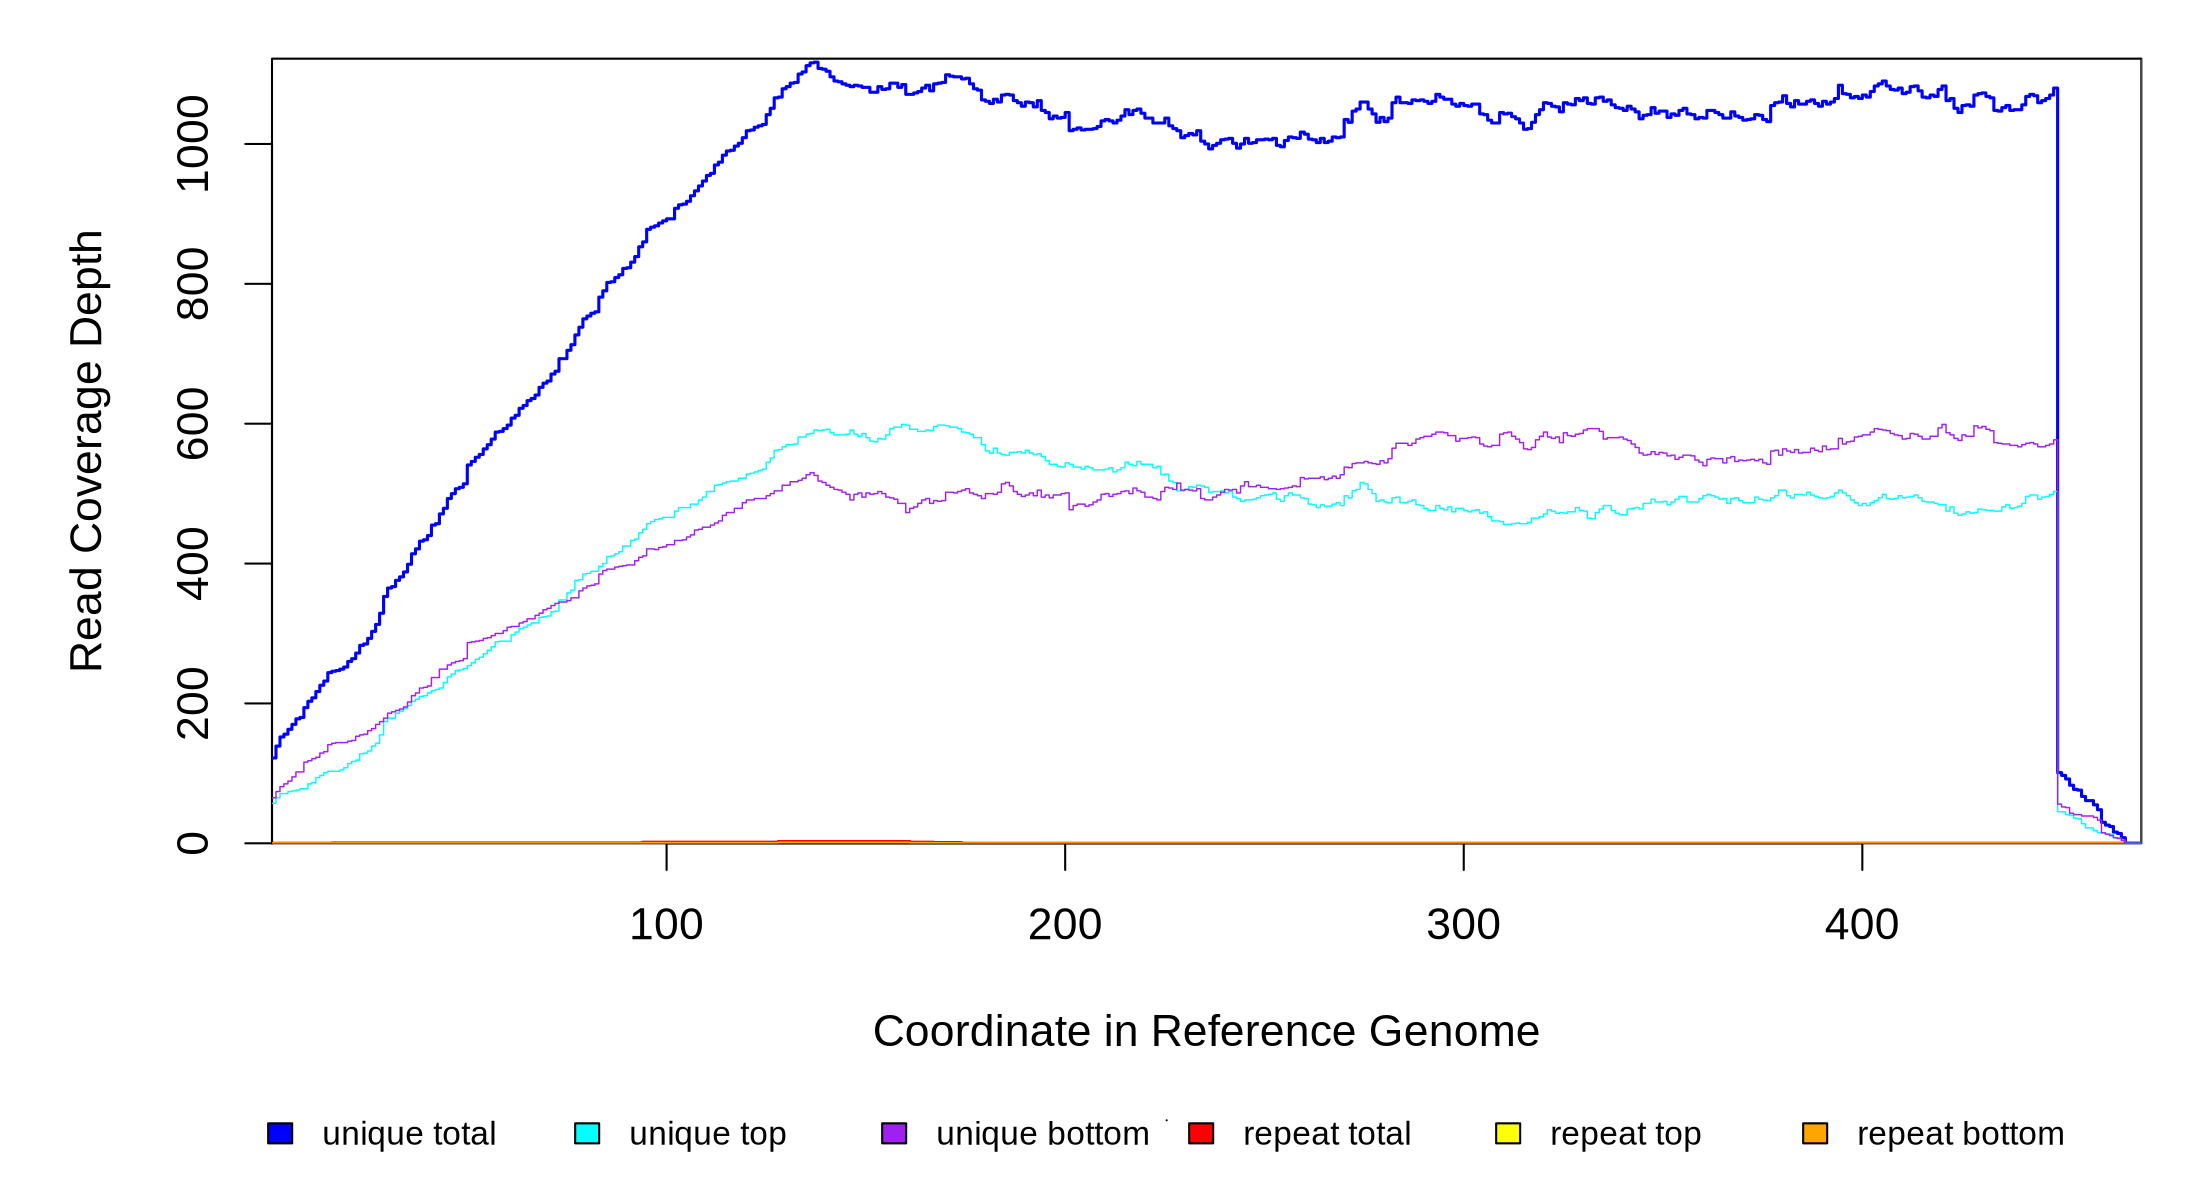 Read Coverage Depth
1000
800
600
400
200
0
100 200 300 400
Coordinate in Reference Genome
unique total unique top unique bottom repeat total repeat top repeat bottom